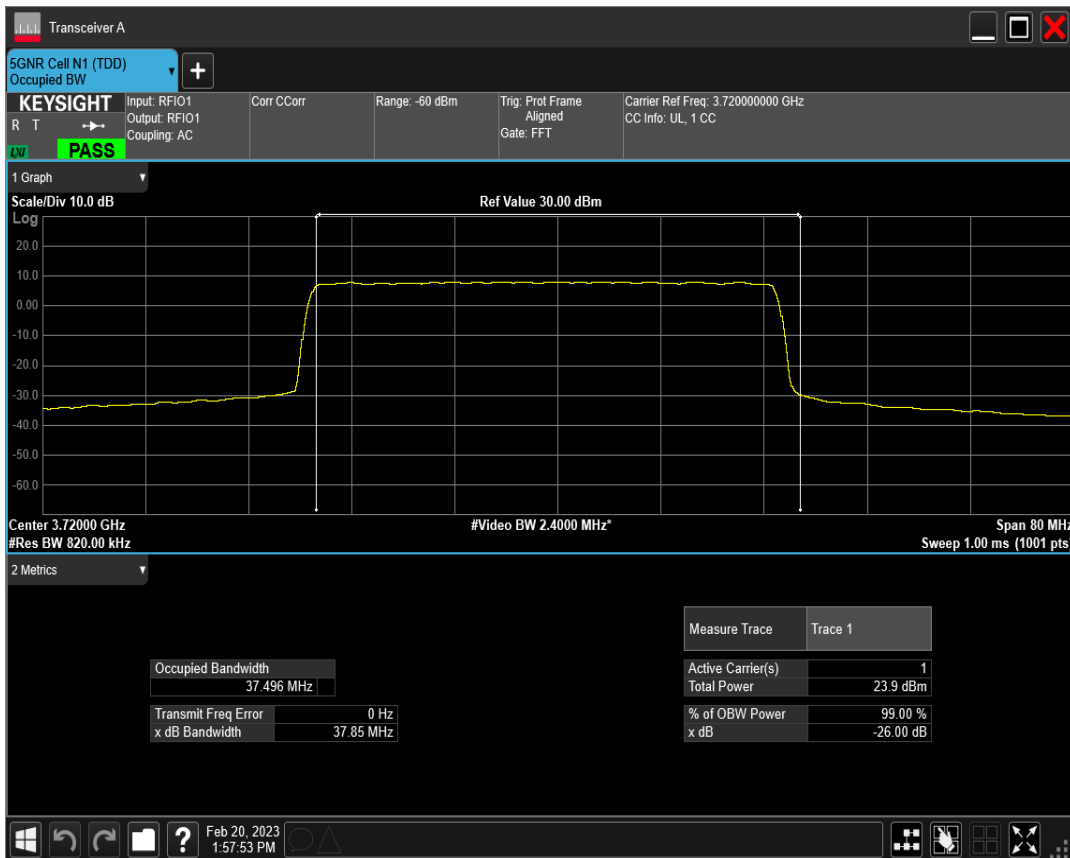 Transceiver A
5GNR Cell N1 (TDD)
Occupied BW
KEYSIGHT
R T
LXI
PASS
Input: RFIO1
Output: RFIO1
Coupling: AC
Corr CCorr
Range: -60 dBm
Trig: Prot Frame
Aligned
Gate: FFT
Carrier Ref Freq: 3.720000000 GHz
CC Info: UL, 1 CC
1 Graph
Scale/Div 10.0 dB
Ref Value 30.00 dBm
Log
20.0
10.0
0.00
-10.0
-20.0
-30.0
-40.0
-50.0
-60.0
Center 3.72000 GHz
#Video BW 2.4000 MHz*
Span 80 MHz
#Res BW 820.00 kHz
Sweep 1.00 ms (1001 pts)
2 Metrics
Measure Trace Trace 1
Occupied Bandwidth
37.496 MHz
Active Carrier(s) 1
Total Power 23.9 dBm
Transmit Freq Error 0 Hz
x dB Bandwidth 37.85 MHz
% of OBW Power 99.00 %
x dB -26.00 dB
?
Feb 20, 2023
1:57:53 PM